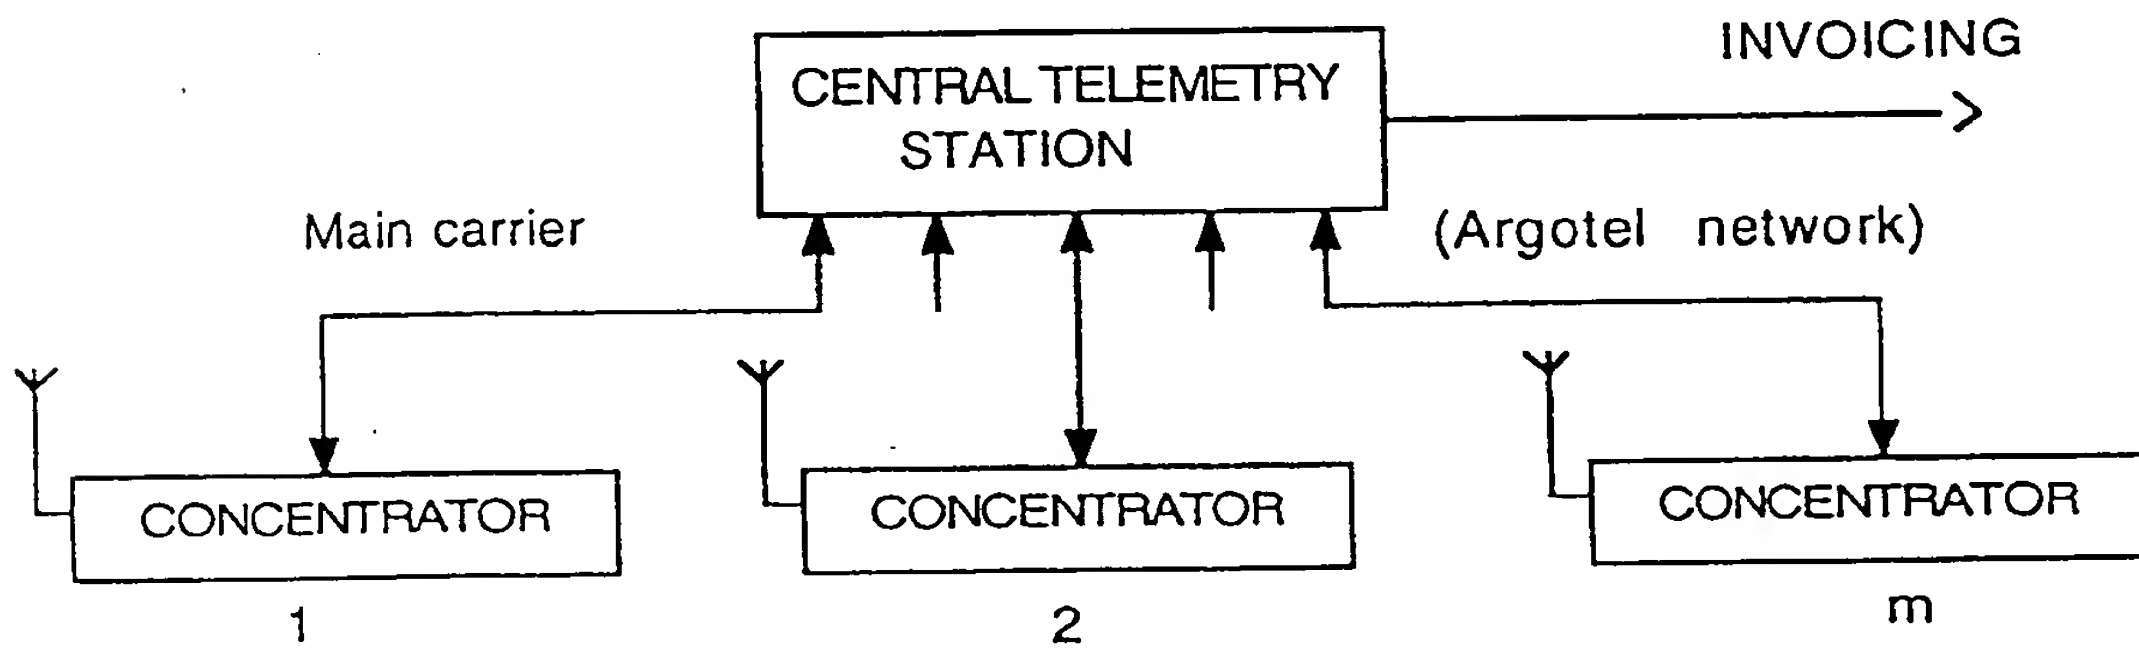 INVOICING
CENTRAL TELEMETRY
STATION
Main carrier
(Argotel network)
CONCENTRATOR
CONCENTRATOR
CONCENTRATOR
1
2
m